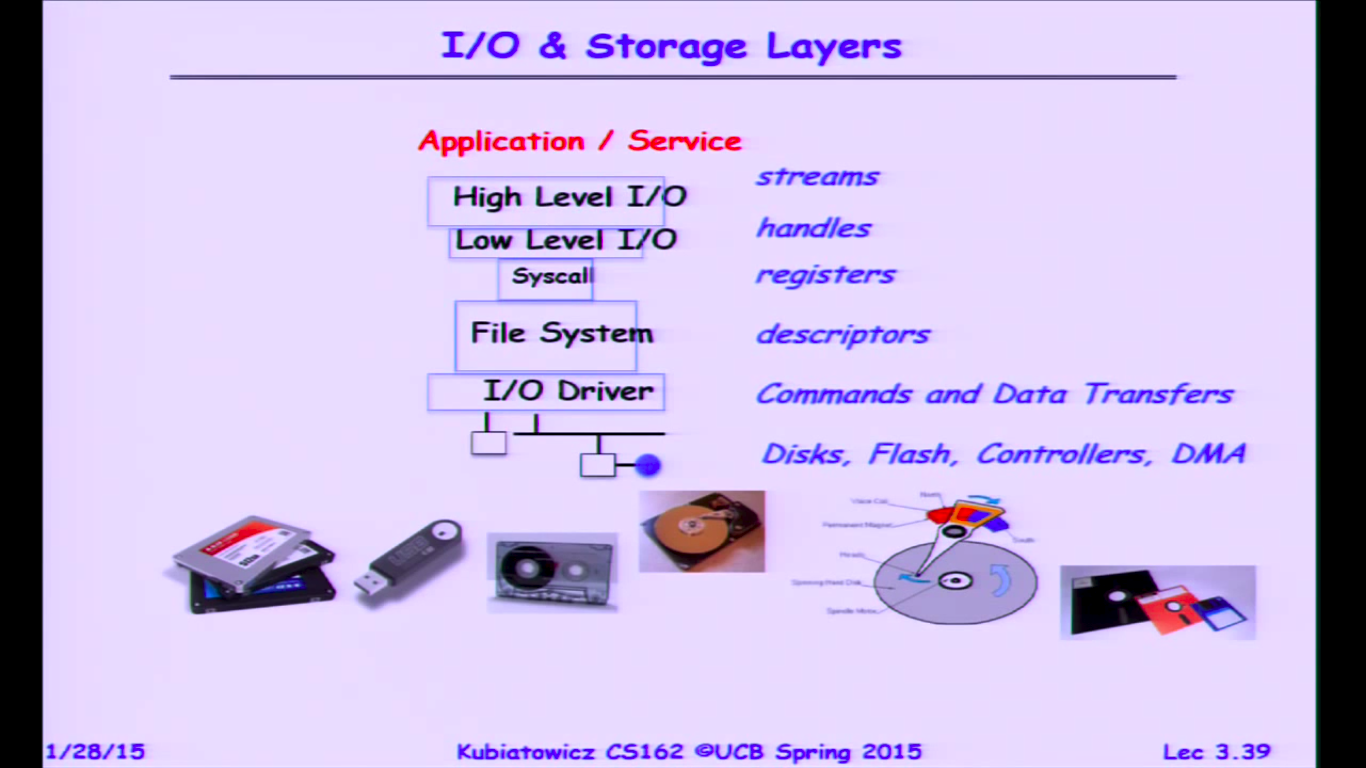 I/O & Storage Layers
Application / Service
High Level I/O
streams
Low Level I/O
handles
Syscall
registers
File System
descriptors
I/O Driver
Commands and Data Transfers
Disks, Flash, Controllers, DMA
Voice Coil
North
Permanent Magnet
South
Heads
Spinning Hard Disk
Spindle Motor
1/28/15
Kubiatowicz CS162 ©UCB Spring 2015
Lec 3.39